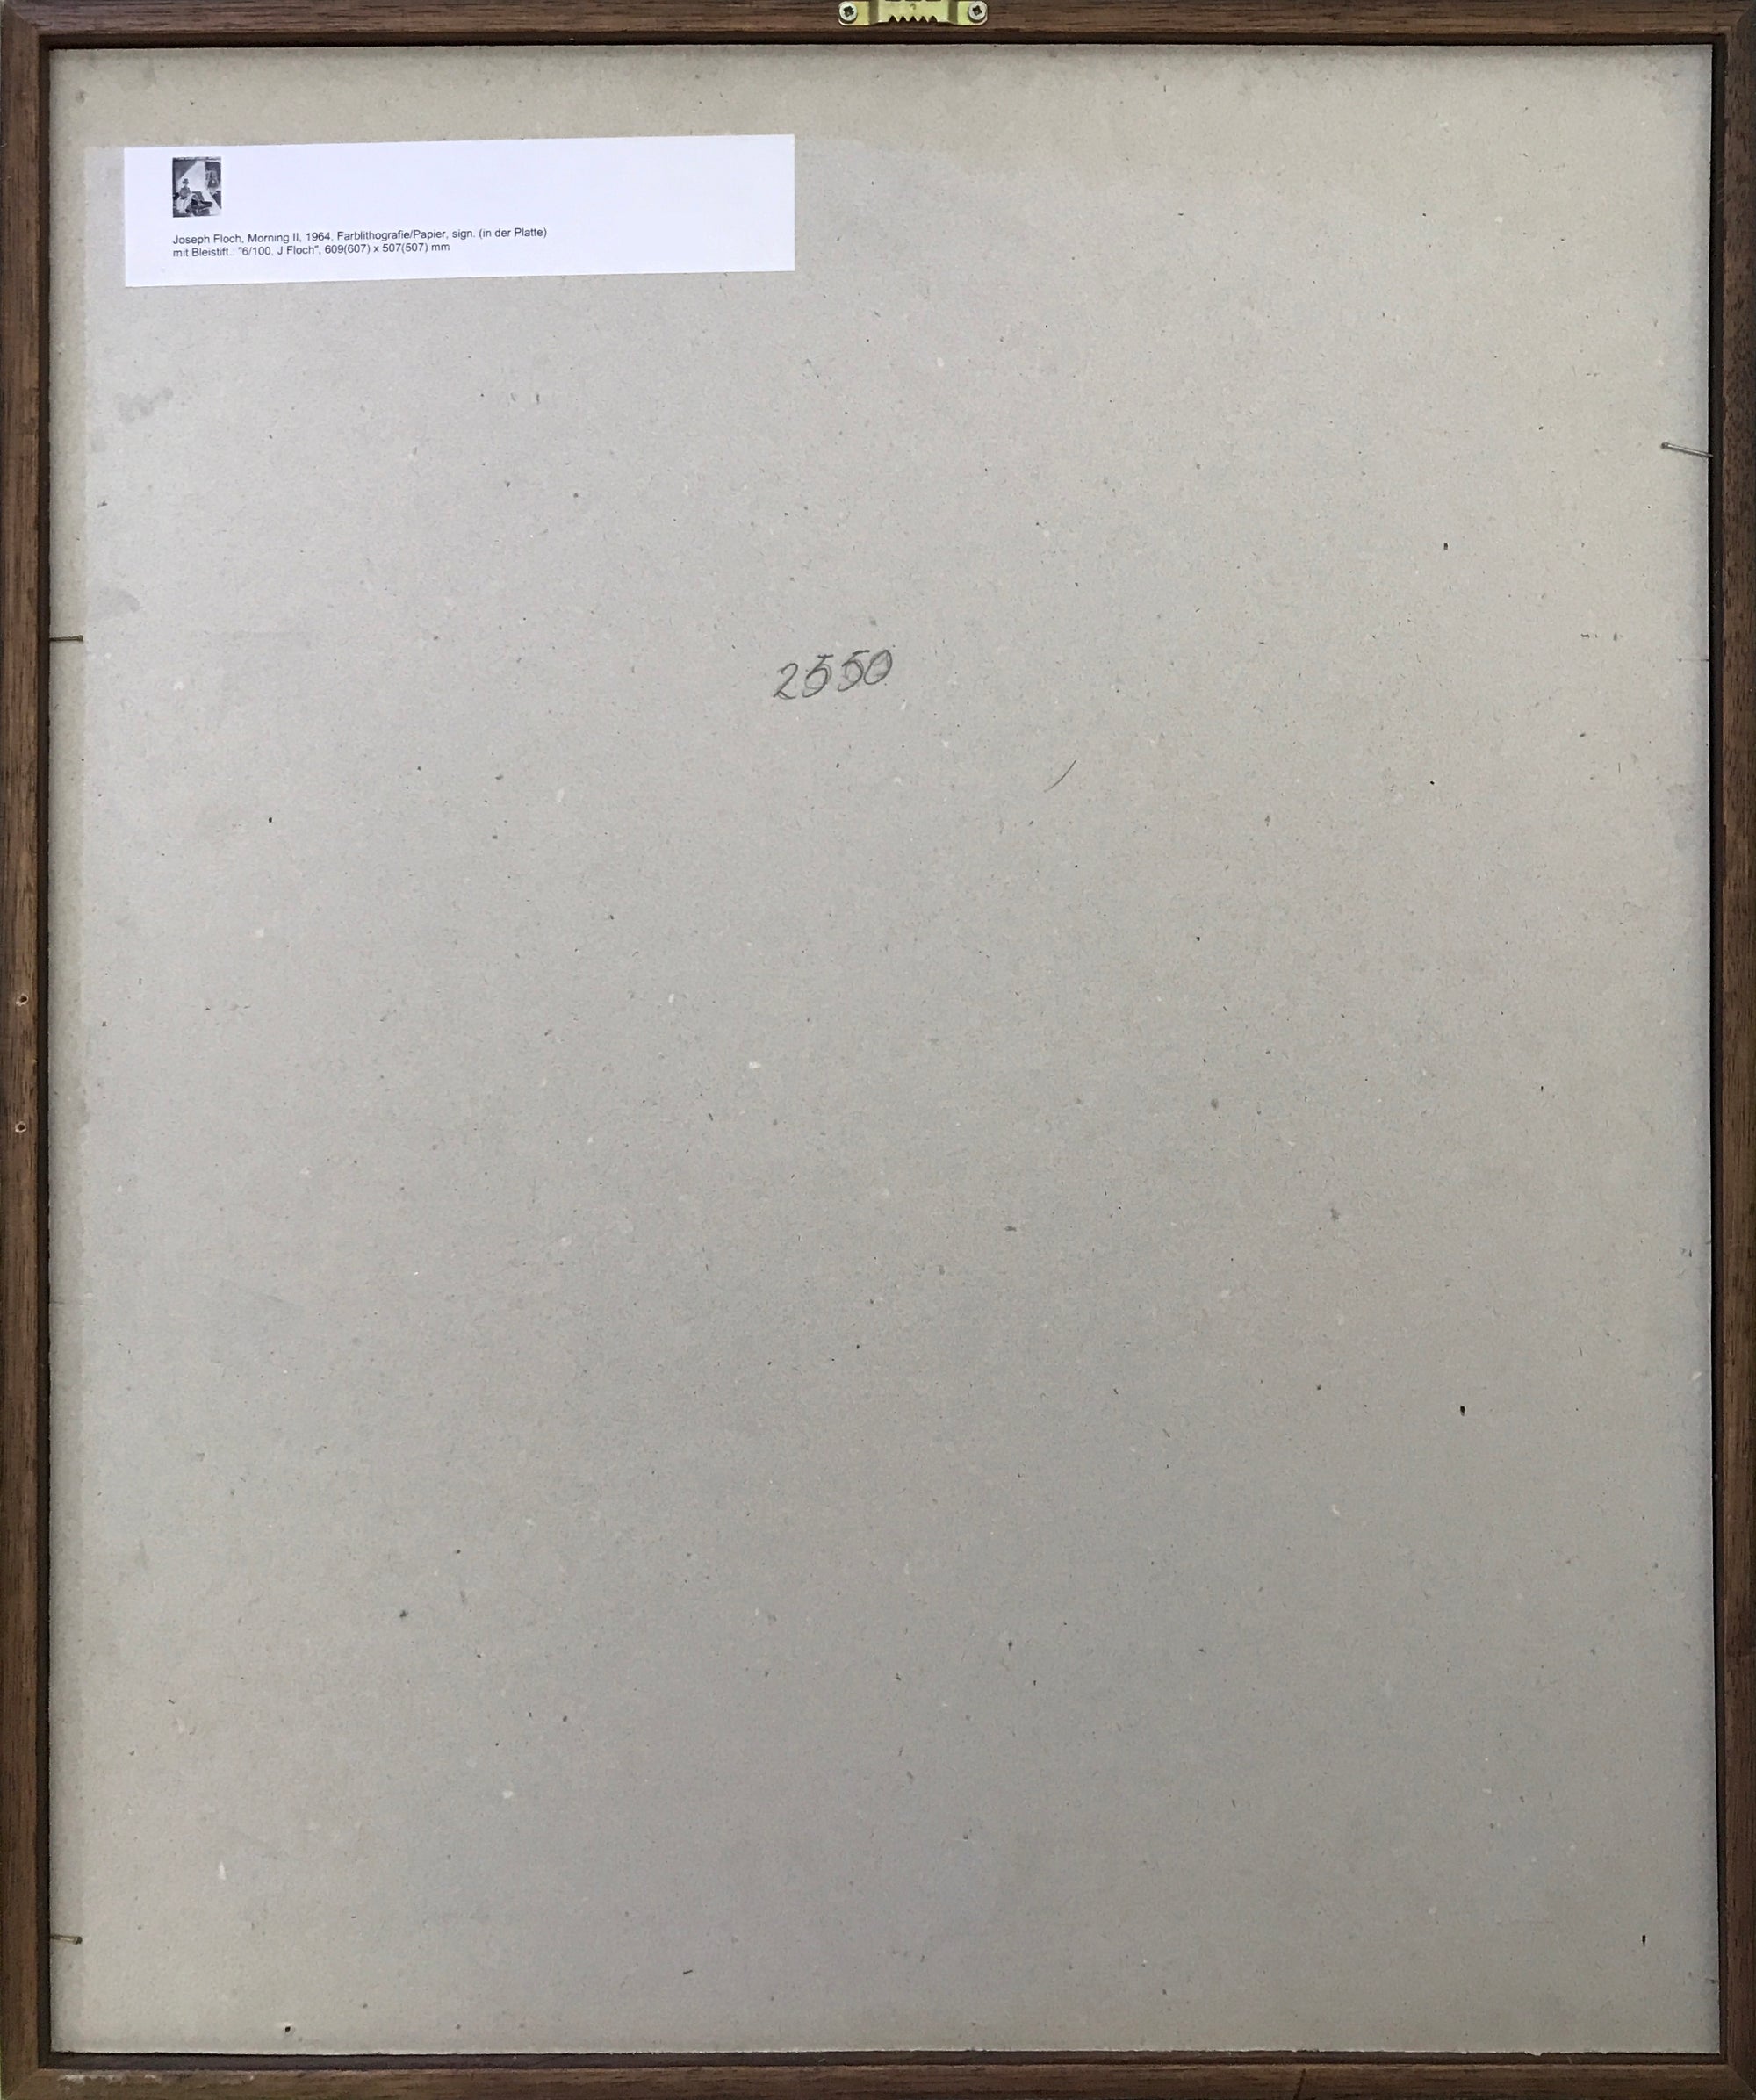 Joseph Floch, Morning II, 1964, Farblithografie/Papier, sign. (in der Platte)
mit Bleistift.: "6/100, J Floch", 609(607) x 507(507) mm
2550